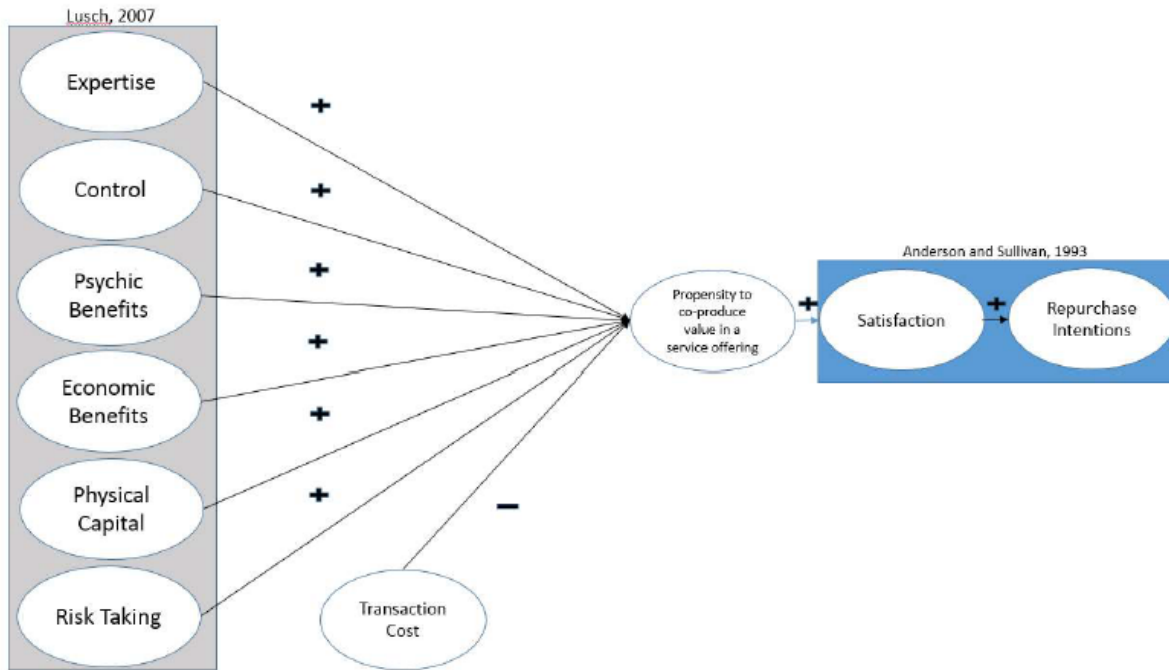 Lusch, 2007
Expertise
Control
Psychic
Benefits
Economic
Benefits
Physical
Capital
Risk Taking
+
+
+
+
+
+
−
Transaction
Cost
Propensity to
co-produce
value in a
service offering
+
Anderson and Sullivan, 1993
Satisfaction
+
Repurchase
Intentions